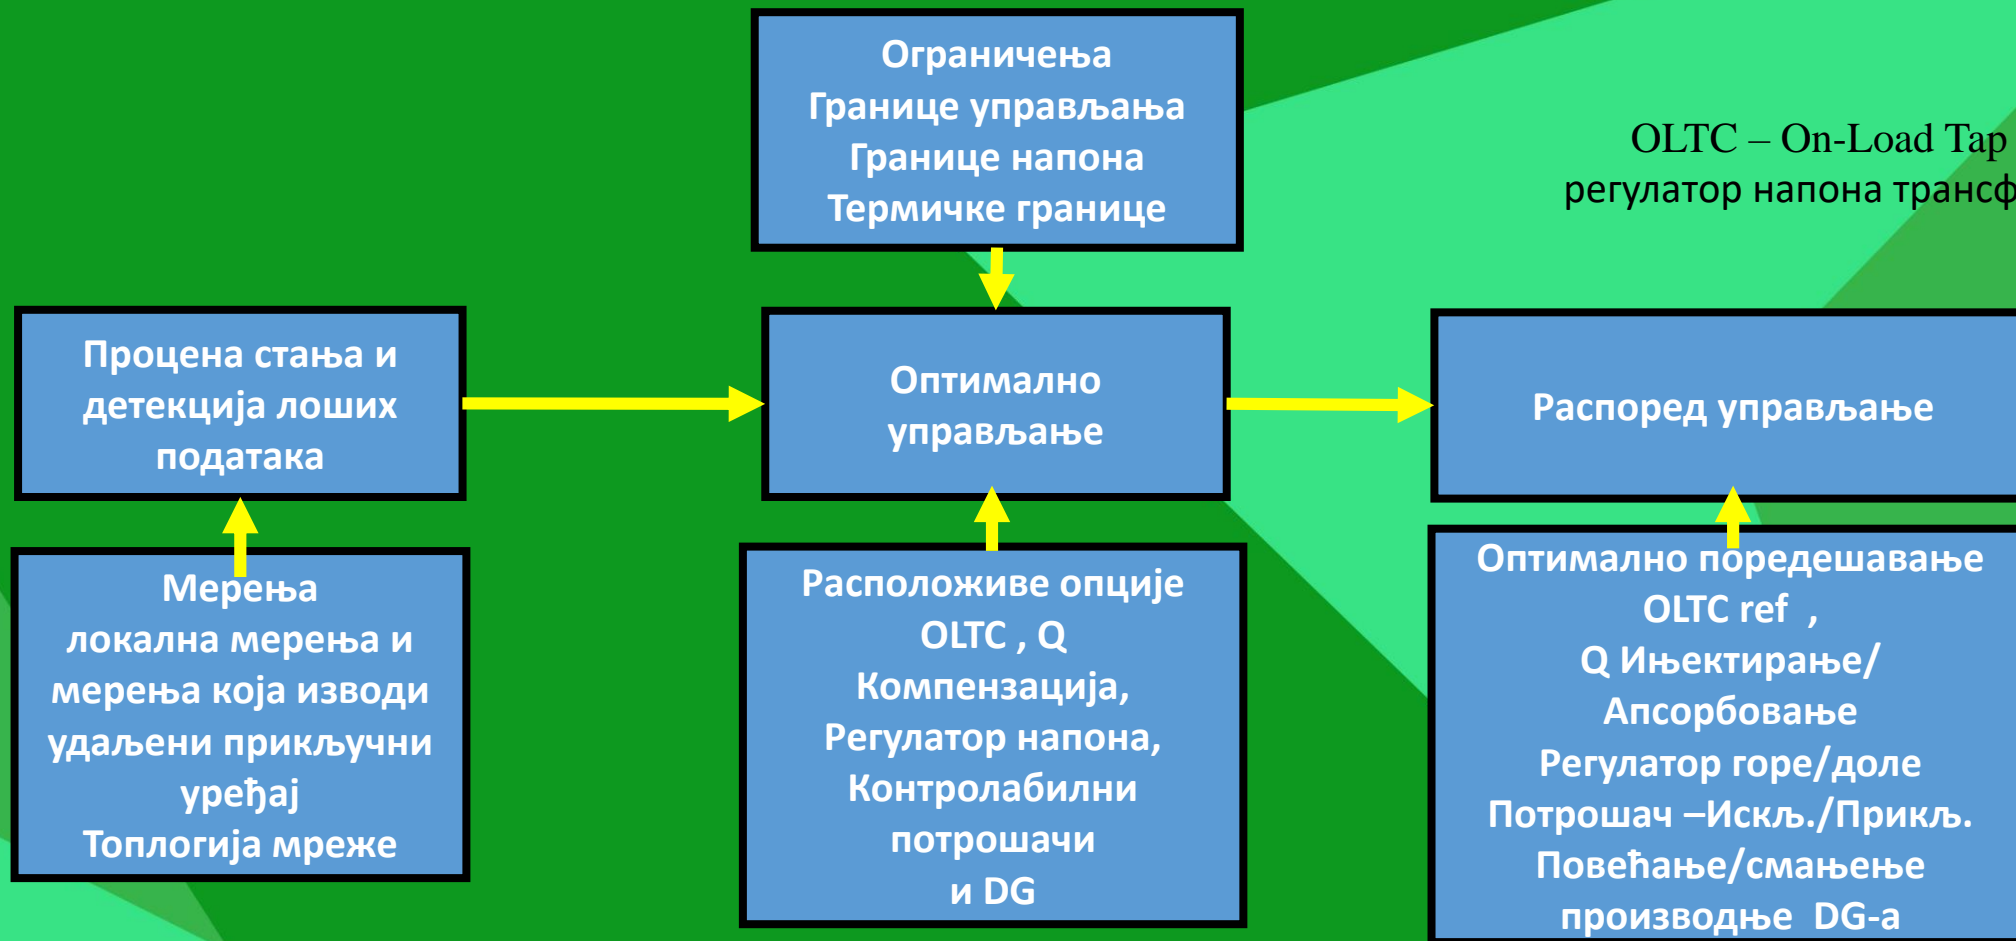 Ограничења
Границе управљања
Границе напона
Термичке границе
OLTC – On-Load Tap
регулатор напона
Процена стања и
детекција лоших
података
Оптимално
управљање
Распоред управљање
Мерења
локална мерења и
мерења која изводи
удаљени прикључни
уређај
Топлогија мреже
Расположиве опције
OLTC , Q
Компензација,
Регулатор напона,
Контролабилни
потрошачи
и DG
Оптимално поредешавање
OLTC ref ,
Q Ињектирање/
Апсорбовање
Регулатор горе/доле
Потрошач –Искљ./Прикљ.
Повећање/смањење
производње DG-а